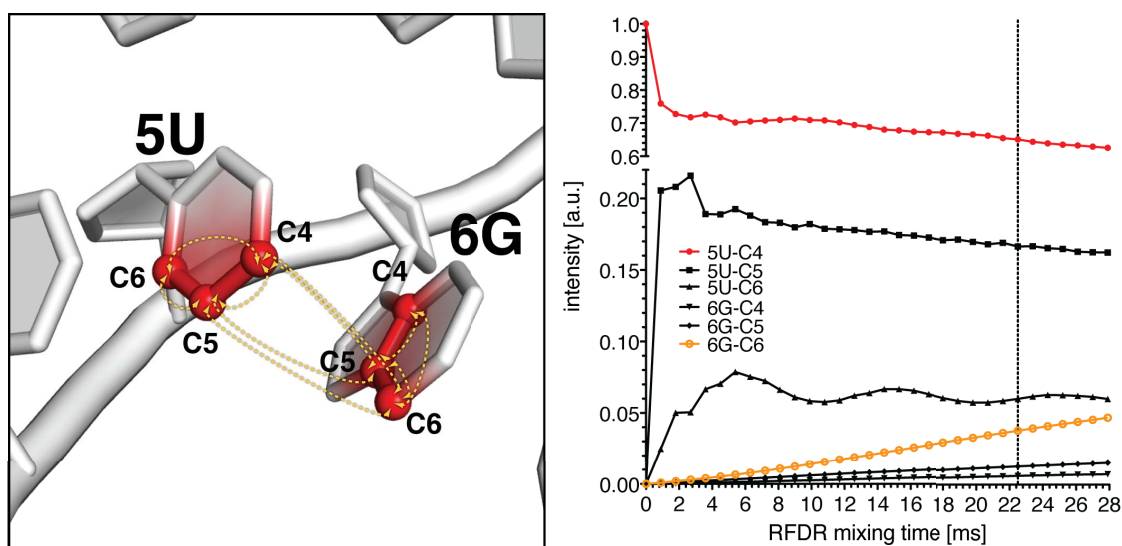 5U
C4
6G
C6
C4
C5
C5
C6
intensity [a.u.]
1.0
0.9
0.8
0.7
0.6
0.20
0.15
0.10
0.05
0.00
5U-C4
5U-C5
5U-C6
6G-C4
6G-C5
6G-C6
0 2 4 6 8 10 12 14 16 18 20 22 24 26 28
RFDR mixing time [ms]